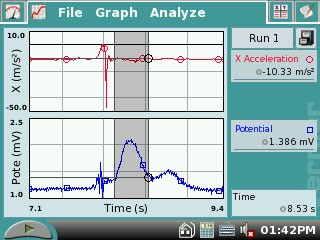 File Graph Analyze
Run 1
10.0
X (m/s²)
-50.0
X Acceleration
-10.33 m/s²
2.5
Pote (mV)
1.0
Potential
1.386 mV
7.1
Time (s)
9.4
Time
8.53 s
01:42PM